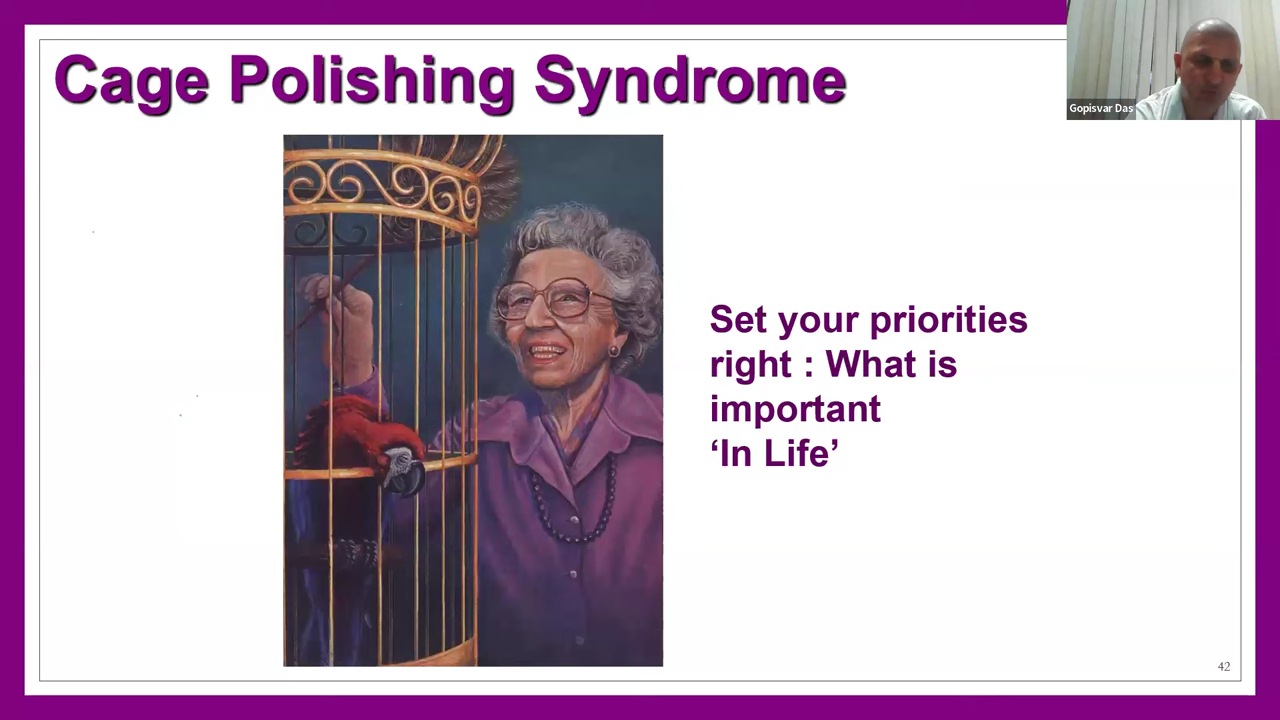 Cage Polishing Syndrome
Gopisvar Das
Set your priorities
right : What is
important
‘In Life’
42